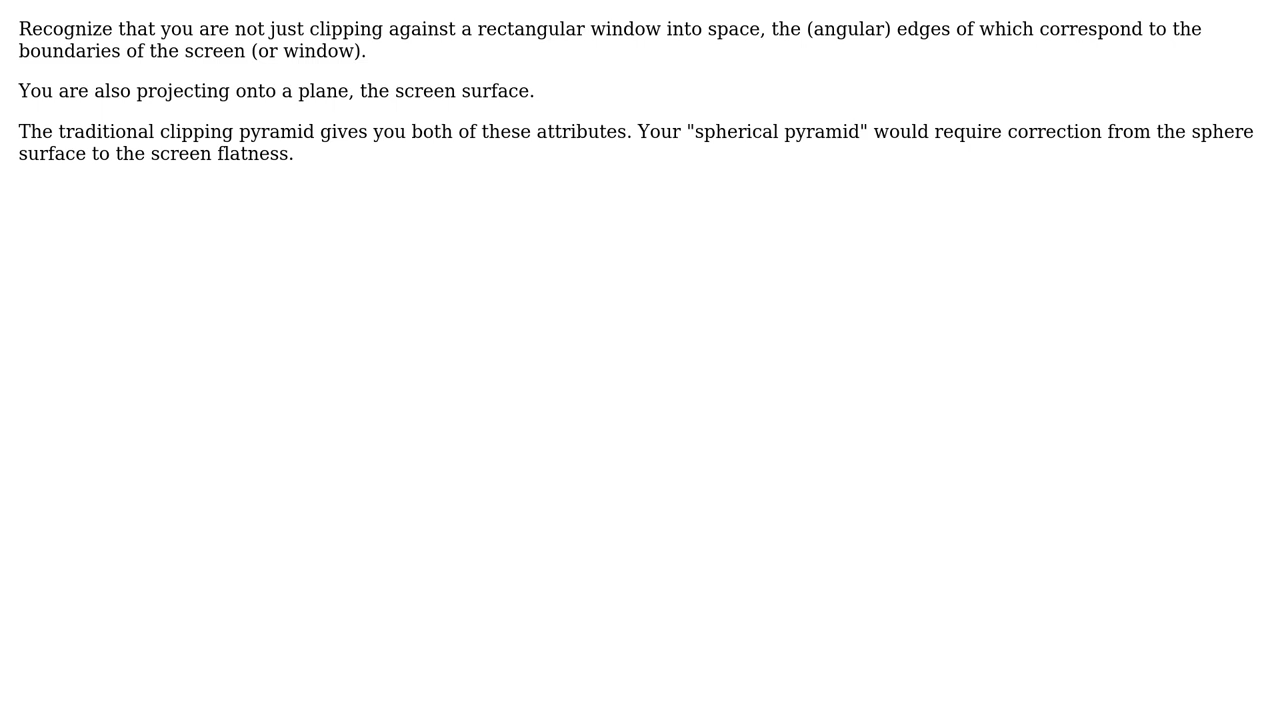 Recognize that you are not just clipping against a rectangular window into space, the (angular) edges of which correspond to the
boundaries of the screen (or window).
You are also projecting onto a plane, the screen surface.
The traditional clipping pyramid gives you both of these attributes. Your "spherical pyramid" would require correction from the sphere
surface to the screen flatness.